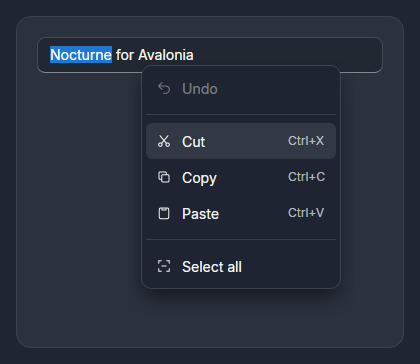 Nocturne for Avalonia
Undo
Cut Ctrl+X
Copy Ctrl+C
Paste Ctrl+V
Select all